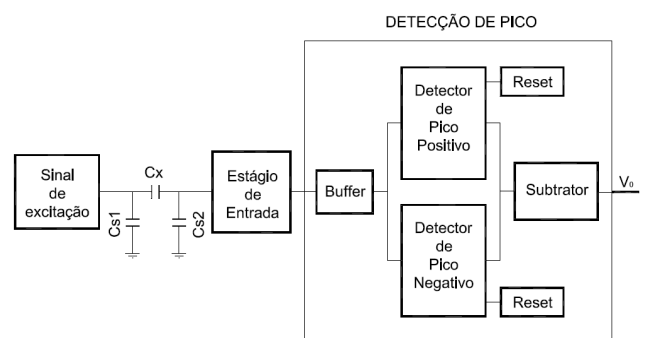 DETECÇÃO DE PICO
Detector
de
Pico
Positivo
Reset
Sinal
de
excitação
Cx
Cs1
Cs2
Estágio
de
Entrada
Buffer
Subtrator
V₀
Detector
de
Pico
Negativo
Reset